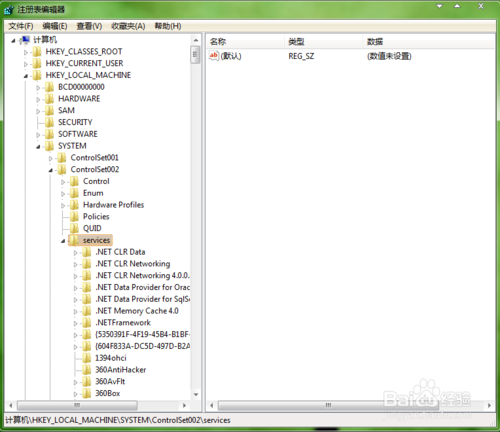 注册表编辑器
文件(F) 编辑(E) 查看(V) 收藏夹(A) 帮助(H)
计算机
HKEY_CLASSES_ROOT
HKEY_CURRENT_USER
HKEY_LOCAL_MACHINE
BCD00000000
HARDWARE
SAM
SECURITY
SOFTWARE
SYSTEM
ControlSet001
ControlSet002
Control
Enum
Hardware Profiles
Policies
QUID
services
.NET CLR Data
.NET CLR Networking
.NET CLR Networking 4.0.0.
.NET Data Provider for Orac
.NET Data Provider for SqlSe
.NET Memory Cache 4.0
.NETFramework
{5350391F-4F19-45B4-B1BF-
{604F833A-DC5D-497D-B2A
1394ohci
360AntiHacker
360AvFlt
360Box
名称 类型 数据
(默认) REG_SZ (数值未设置)
计算机\HKEY_LOCAL_MACHINE\SYSTEM\ControlSet002\services
Baidu经验